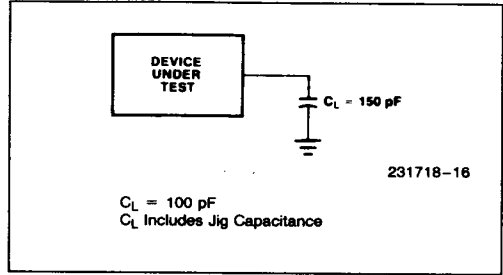 DEVICE
UNDER
TEST
C_L = 150 pF
231718-16
C_L = 100 pF
C_L Includes Jig Capacitance